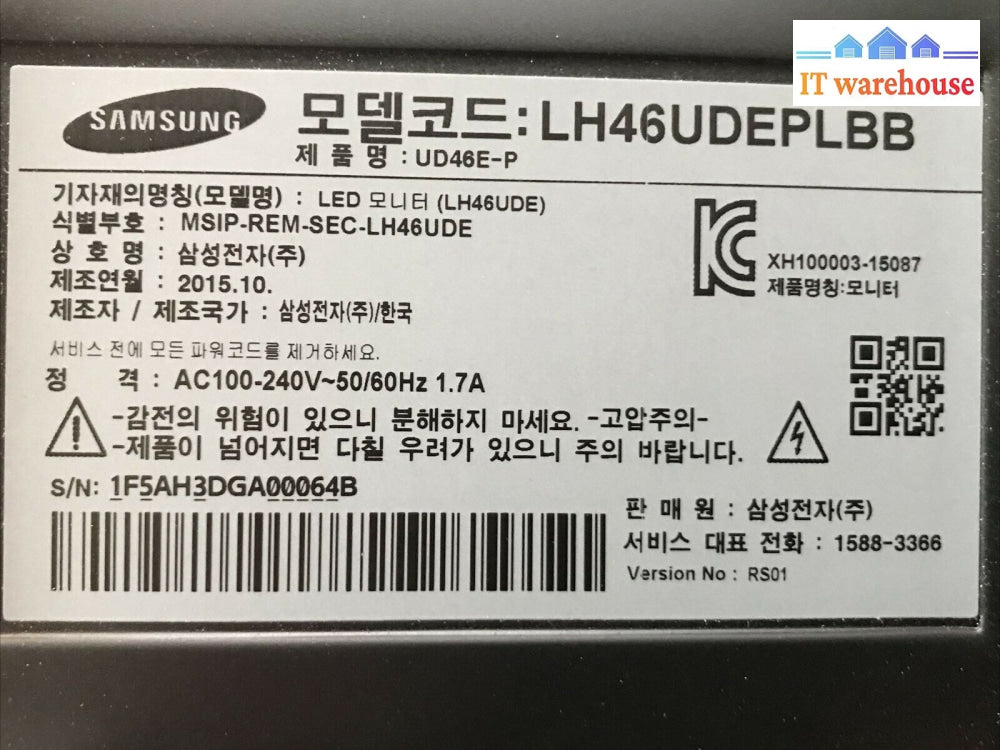 IT warehouse
SAMSUNG
모델코드: LH46UDEPLBB
제 품 명 : UD46E-P
기자재의명칭(모델명) : LED 모니터 (LH46UDE)
식별부호 : MSIP-REM-SEC-LH46UDE
상 호 명 : 삼성전자(주)
제조연월 : 2015.10.
제조자 / 제조국가 : 삼성전자(주)/한국
XH100003-15087
제품명칭:모니터
서비스 전에 모든 파워코드를 제거하세요.
정 격 : AC100-240V~50/60Hz 1.7A
-감전의 위험이 있으니 분해하지 마세요. -고압주의-
-제품이 넘어지면 다칠 우려가 있으니 주의 바랍니다.
S/N: 1F5AH3DGA00064B
판 매 원 : 삼성전자(주)
서비스 대표 전화 : 1588-3366
Version No : RS01